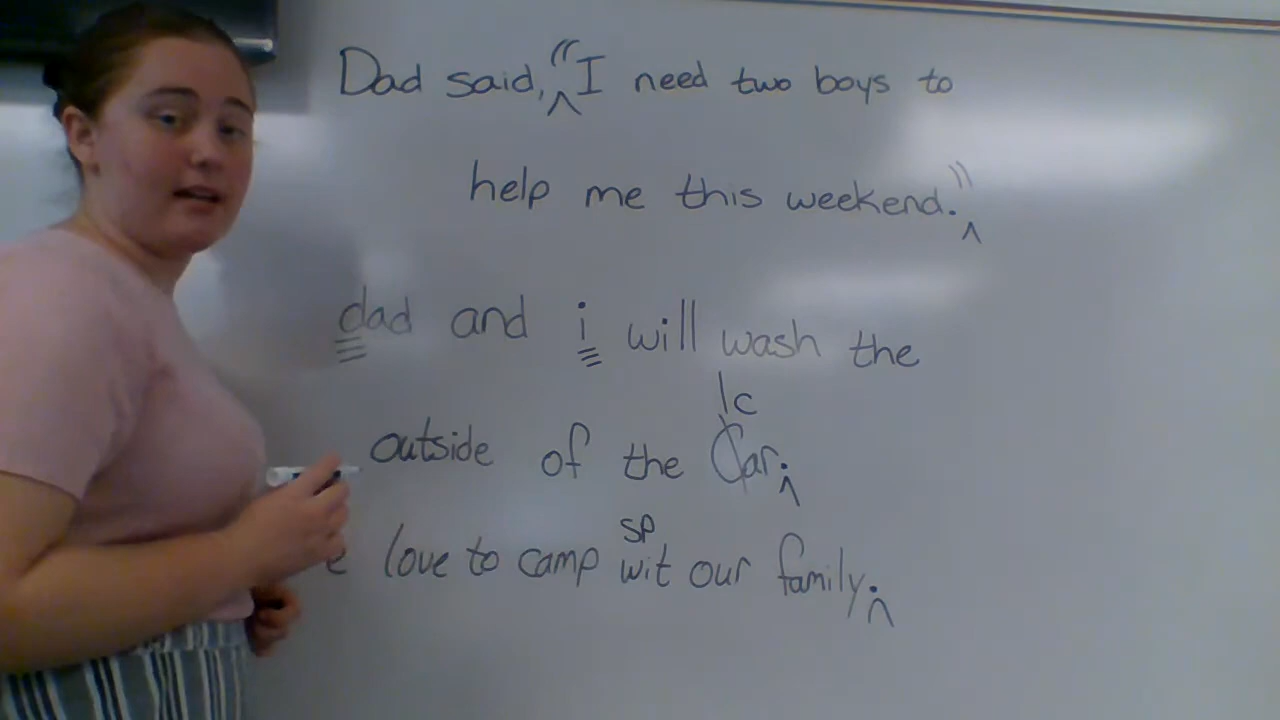 Dad said, "I need two boys to
help me this weekend."
dad and i will wash the
lc
outside of the Car.
sp
love to camp wit our family.